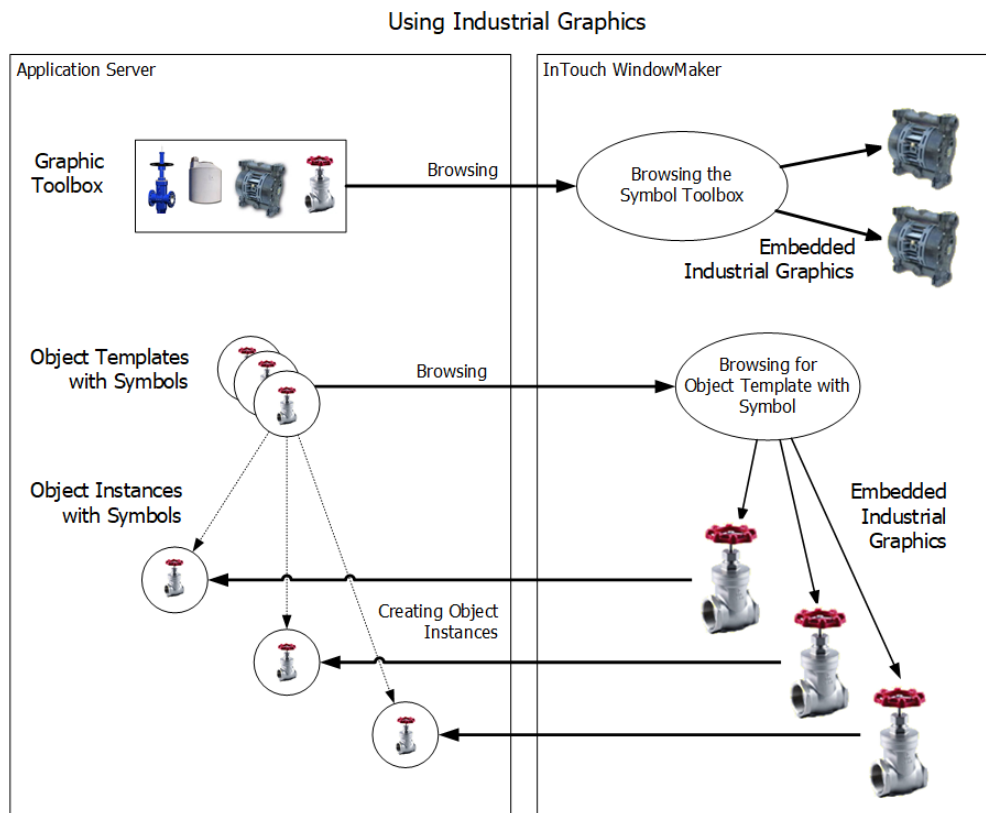 Using Industrial Graphics
Application Server
InTouch WindowMaker
Graphic
Toolbox
Browsing
Browsing the
Symbol Toolbox
Embedded
Industrial Graphics
Object Templates
with Symbols
Browsing
Browsing for
Object Template with
Symbol
Object Instances
with Symbols
Embedded
Industrial
Graphics
Creating Object
Instances